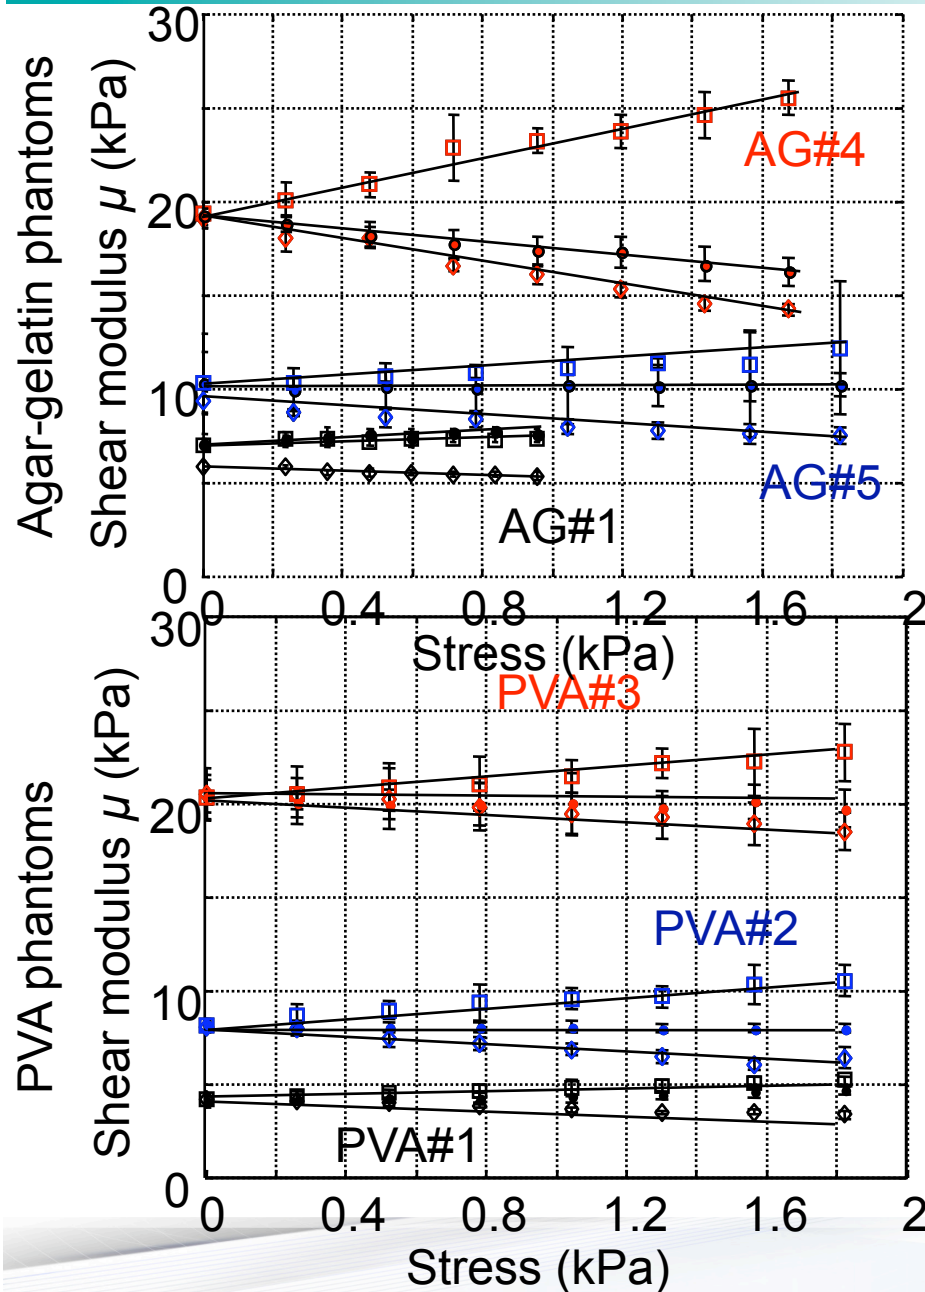 Agar-gelatin phantoms
Shear modulus μ (kPa)
30
20
10
0
AG#4
AG#5
AG#1
0 0.4 0.8 1.2 1.6 2
Stress (kPa)
PVA phantoms
Shear modulus μ (kPa)
30
20
10
0
PVA#3
PVA#2
PVA#1
0 0.4 0.8 1.2 1.6 2
Stress (kPa)